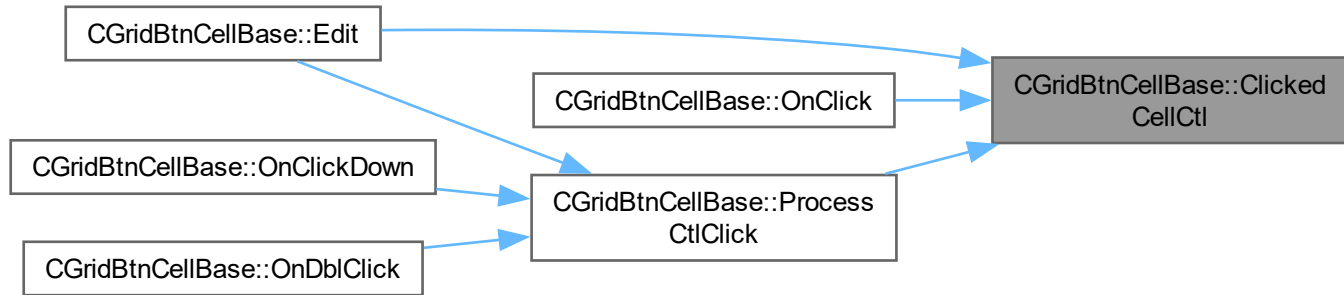 CGridBtnCellBase::Edit
CGridBtnCellBase::OnClick
CGridBtnCellBase::Clicked
CellCtl
CGridBtnCellBase::OnClickDown
CGridBtnCellBase::Process
CtlClick
CGridBtnCellBase::OnDblClick